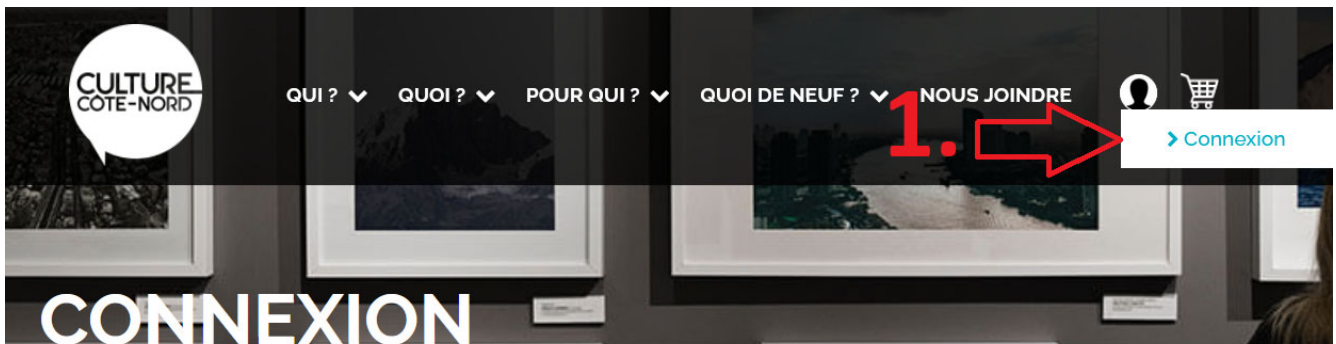 CULTURE
CÔTE-NORD
QUI ?
QUOI ?
POUR QUI ?
QUOI DE NEUF ?
NOUS JOINDRE
1.
Connexion
CONNEXION